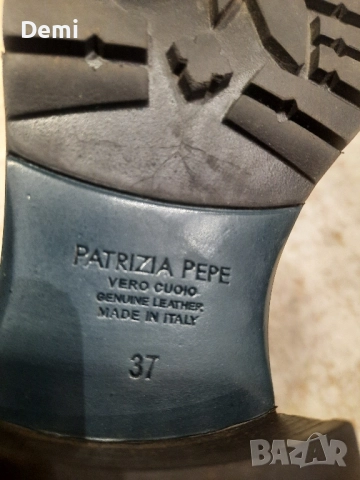 Demi
PATRIZIA PEPE
VERO CUOIO
GENUINE LEATHER
MADE IN ITALY
37
BAZAR